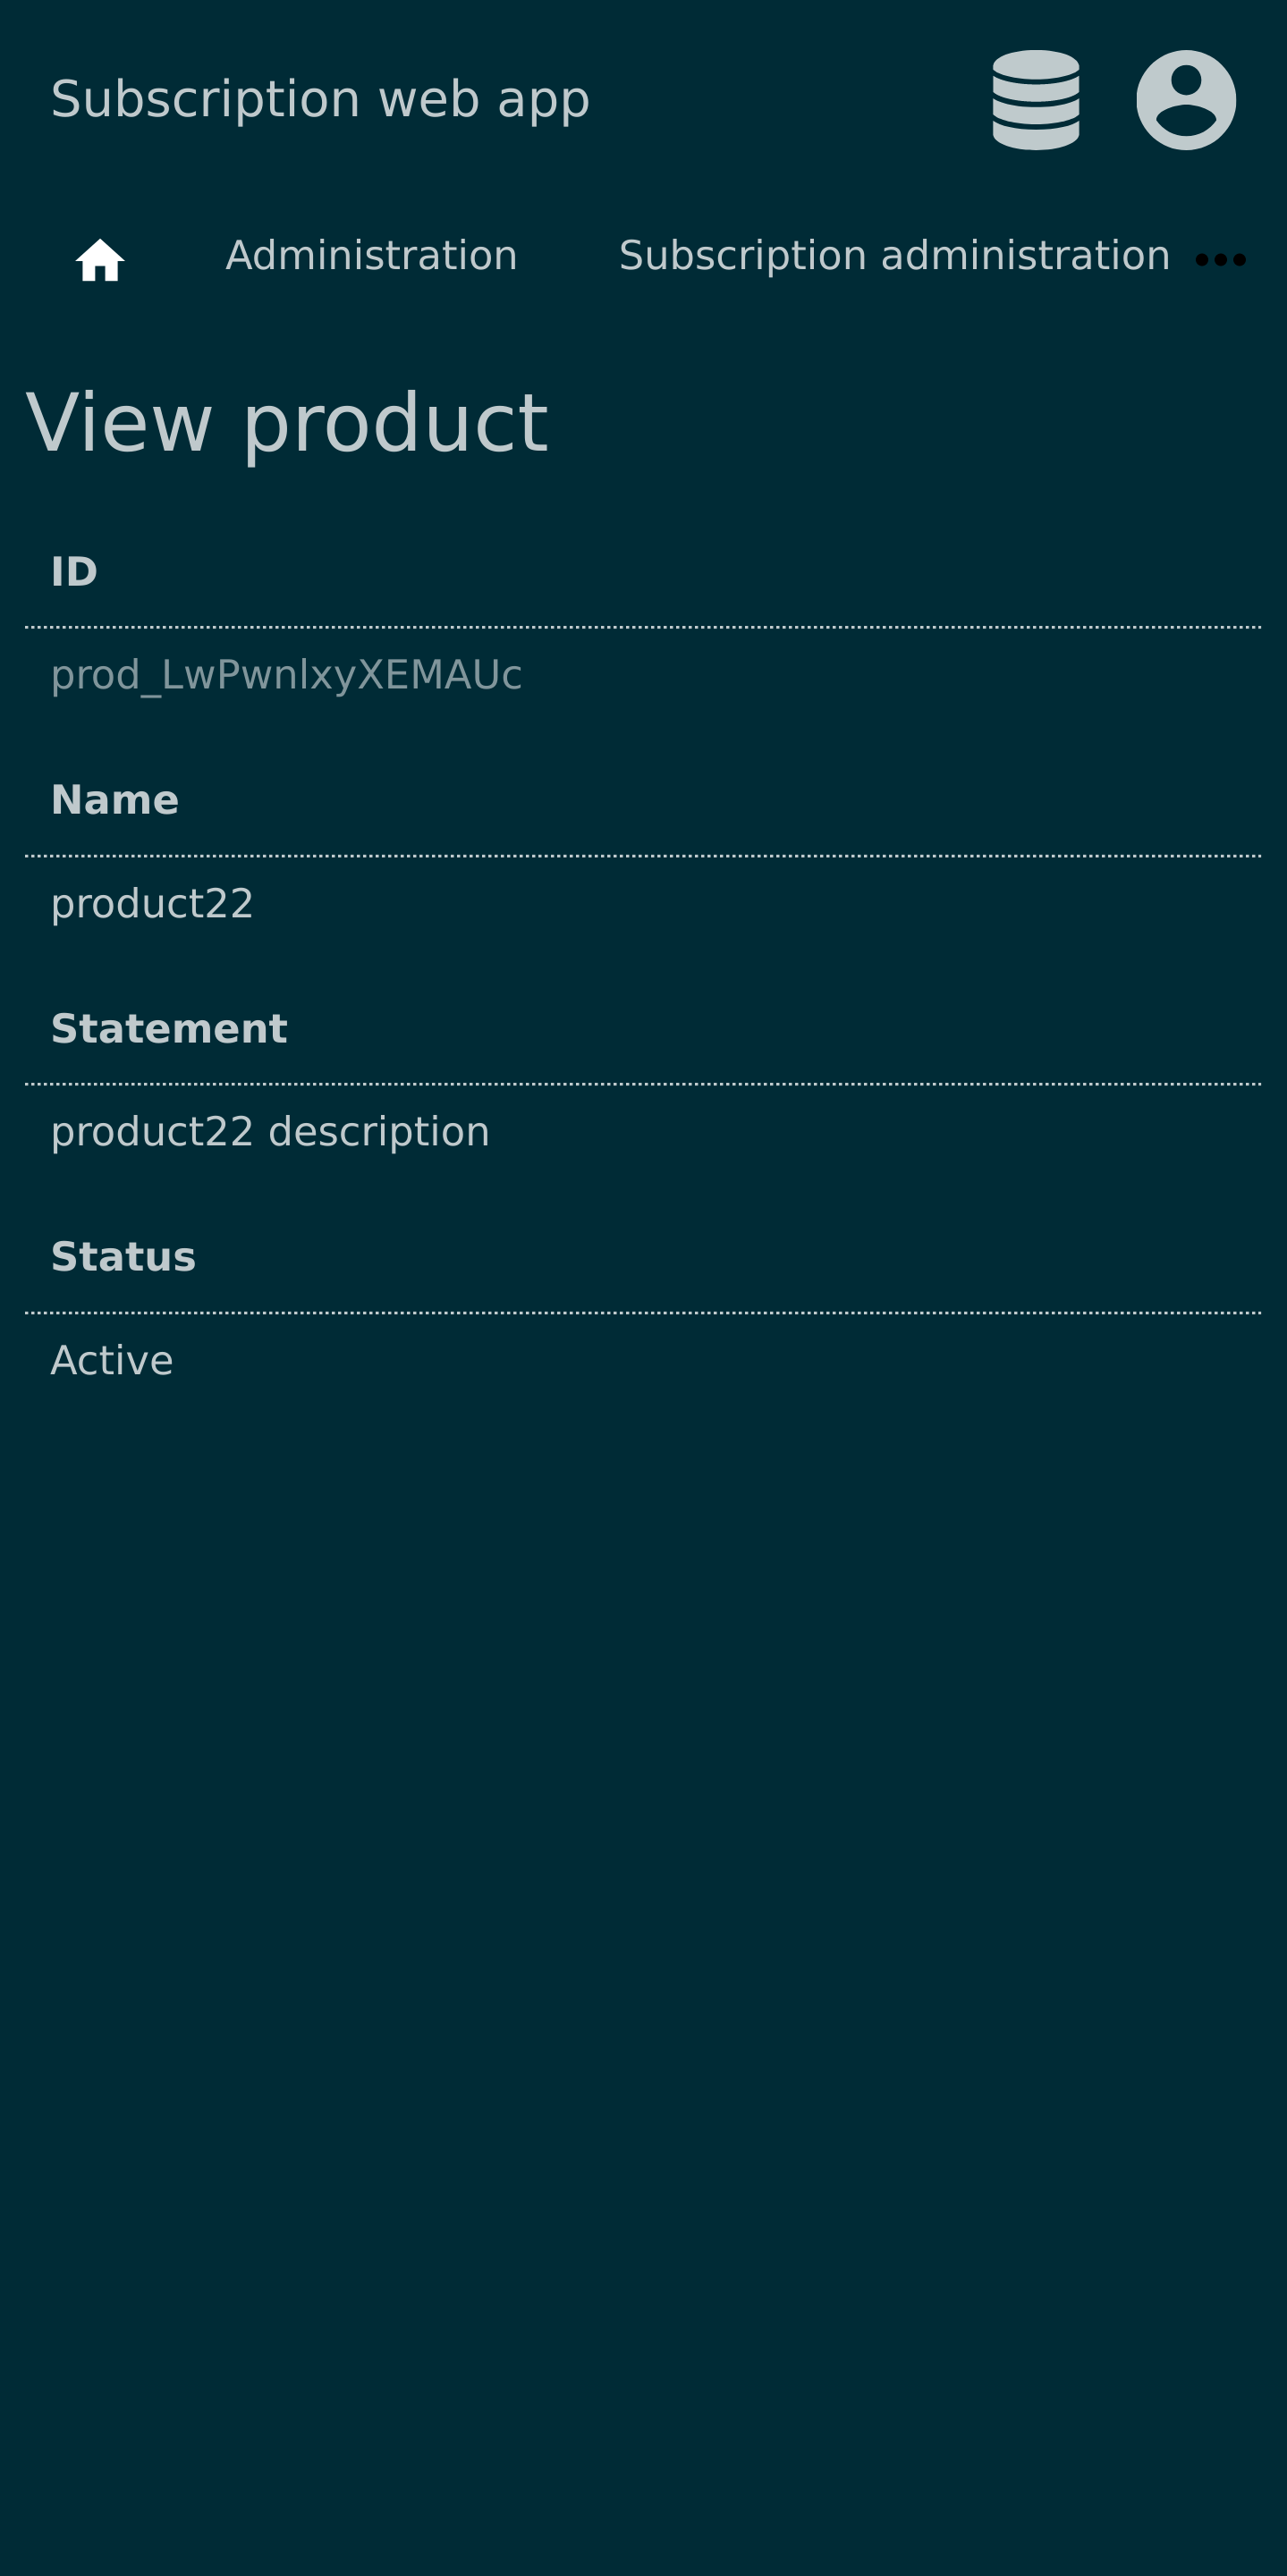 Subscription web app
Administration Subscription administration
View product
ID
prod_LwPwnlxyXEMAUc
Name
product22
Statement
product22 description
Status
Active